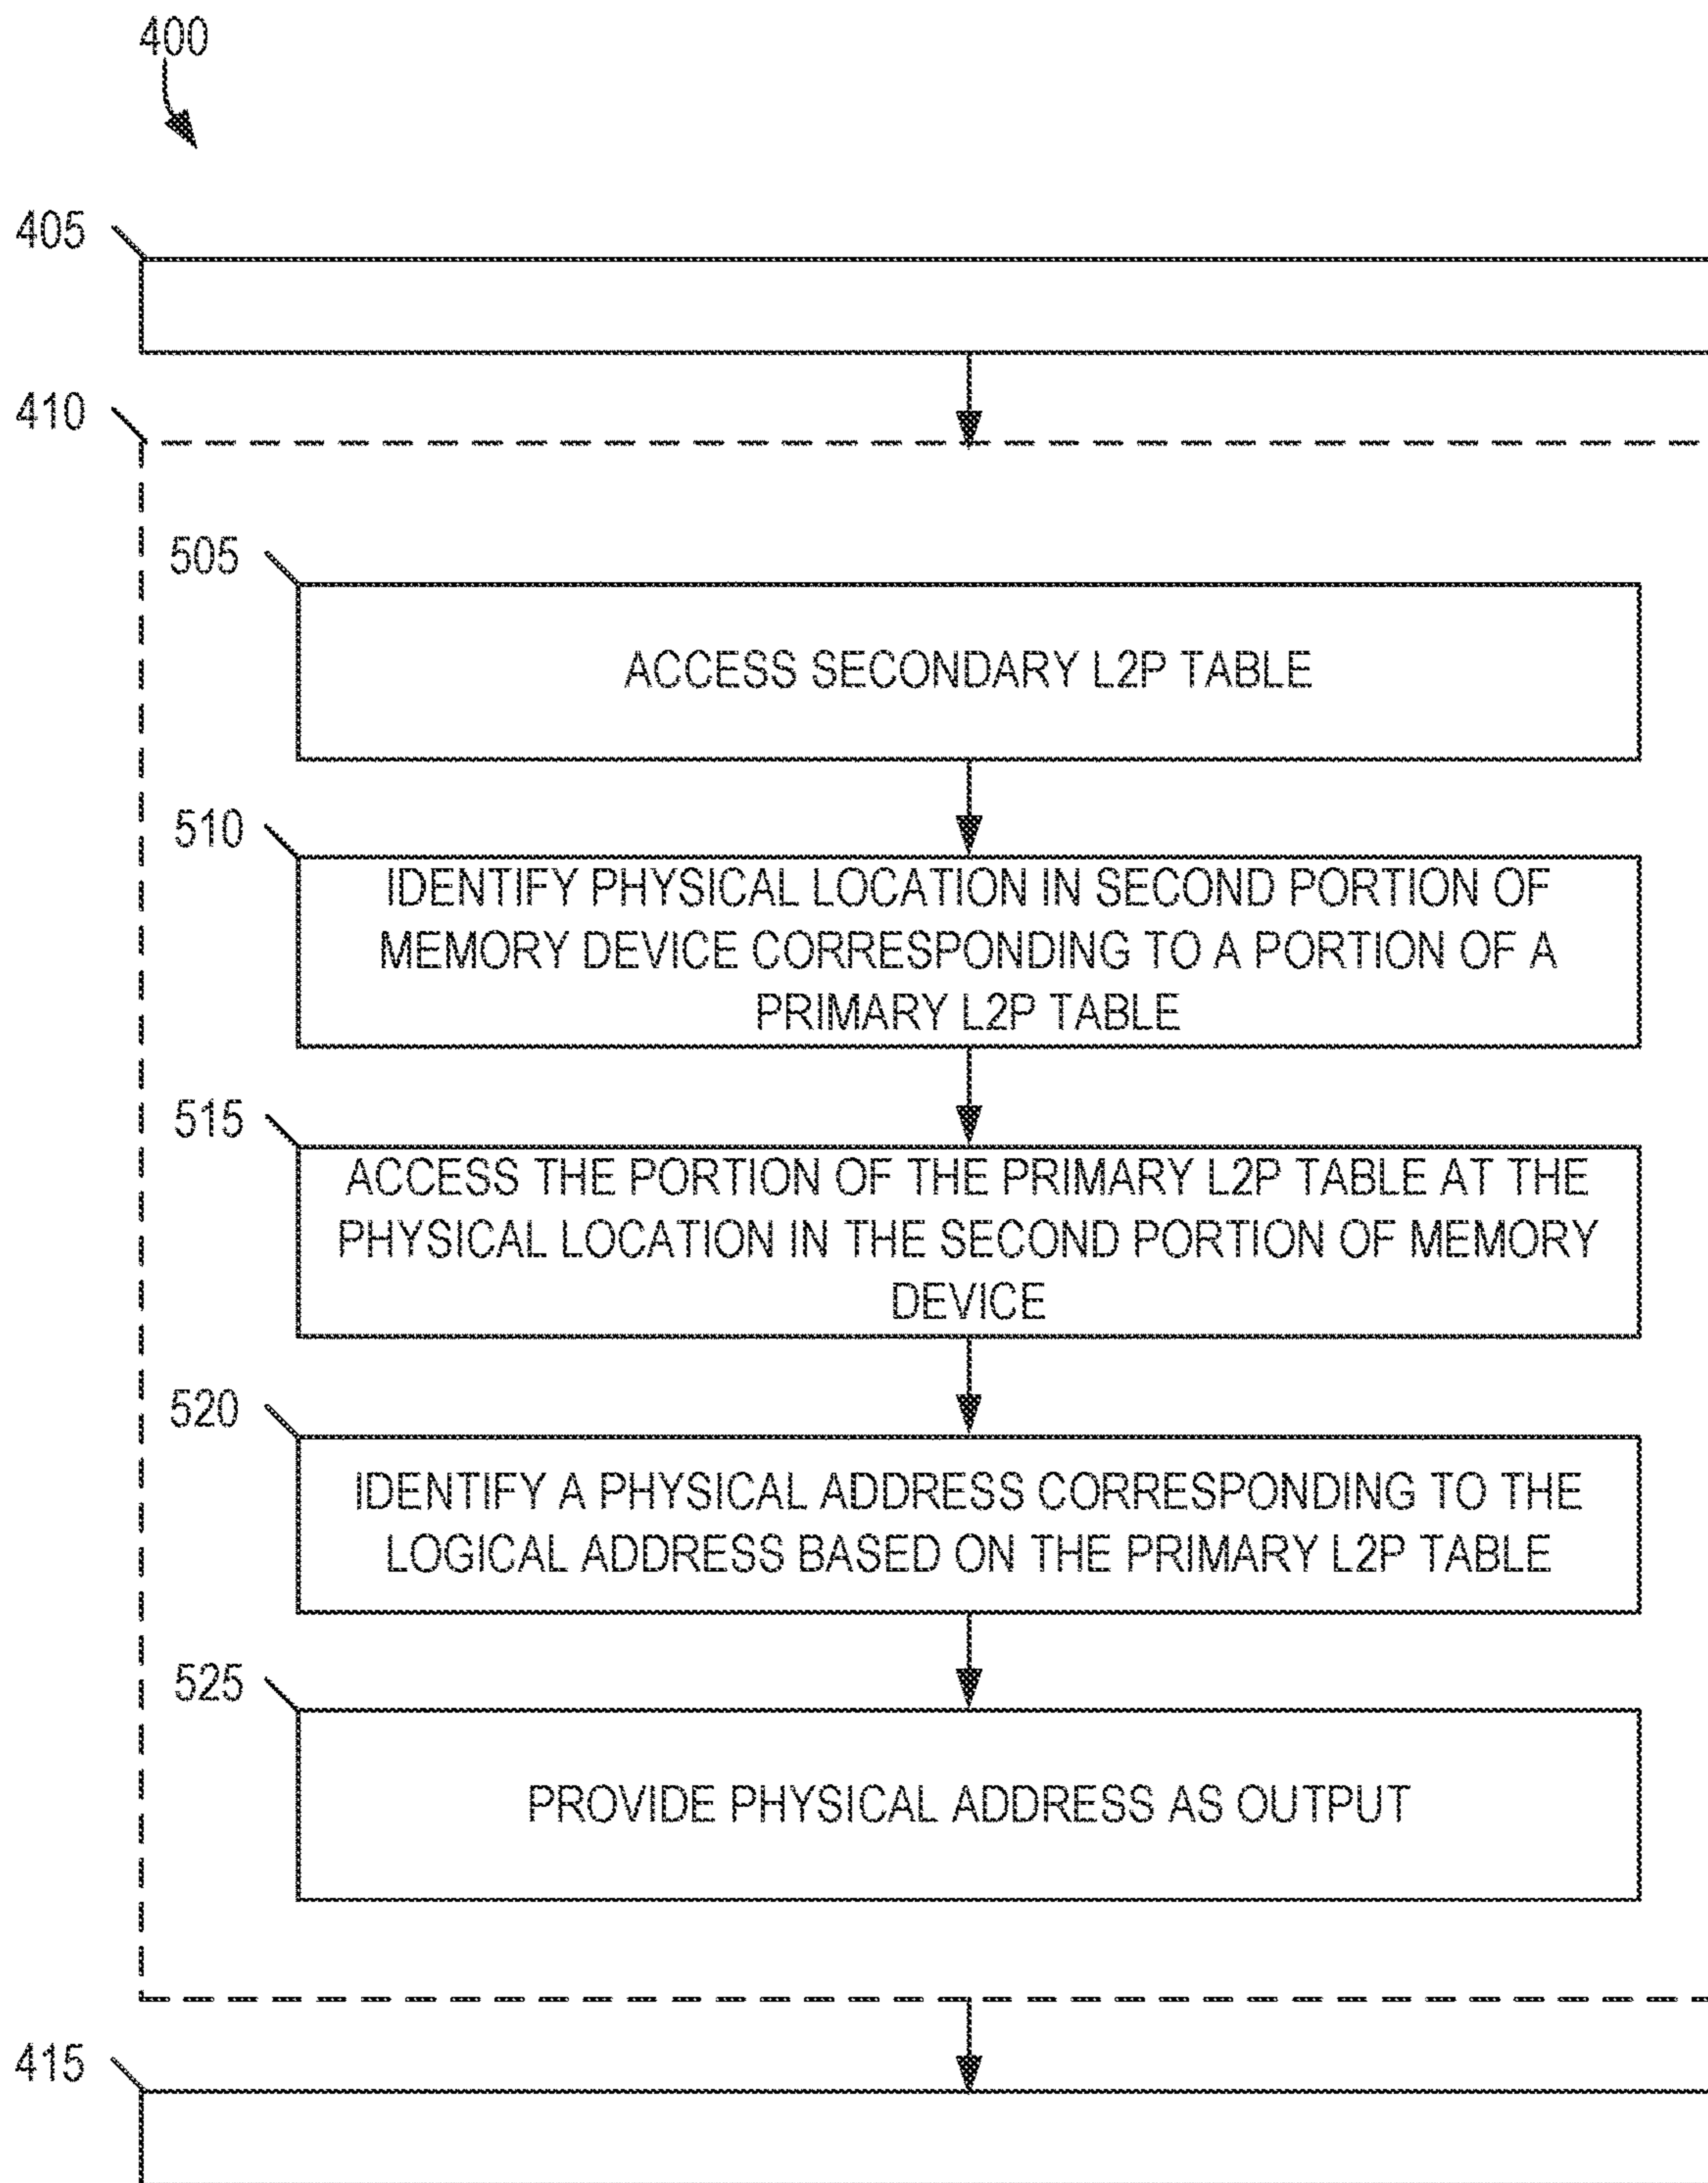 400
405
410
505
ACCESS SECONDARY L2P TABLE
510
IDENTIFY PHYSICAL LOCATION IN SECOND PORTION OF
MEMORY DEVICE CORRESPONDING TO A PORTION OF A
PRIMARY L2P TABLE
515
ACCESS THE PORTION OF THE PRIMARY L2P TABLE AT THE
PHYSICAL LOCATION IN THE SECOND PORTION OF MEMORY
DEVICE
520
IDENTIFY A PHYSICAL ADDRESS CORRESPONDING TO THE
LOGICAL ADDRESS BASED ON THE PRIMARY L2P TABLE
525
PROVIDE PHYSICAL ADDRESS AS OUTPUT
415